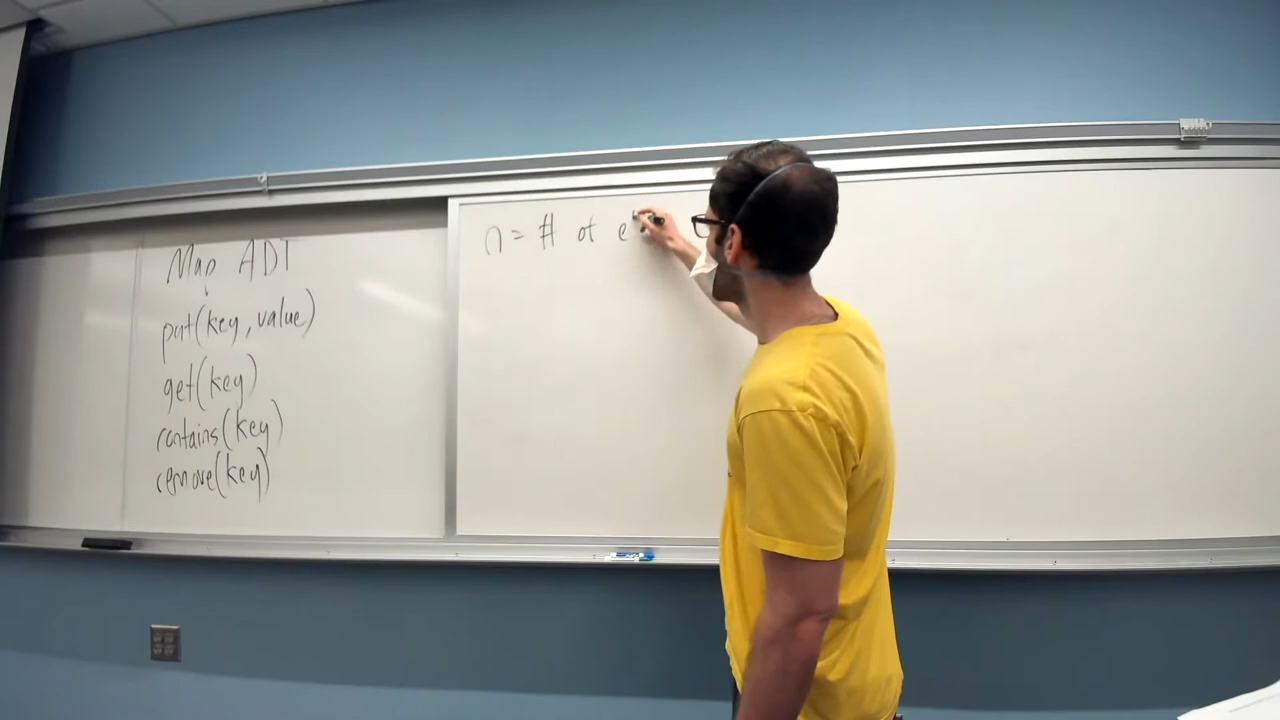 Map ADT
put(key, value)
get(key)
contains(key)
remove(key)
n = # of e